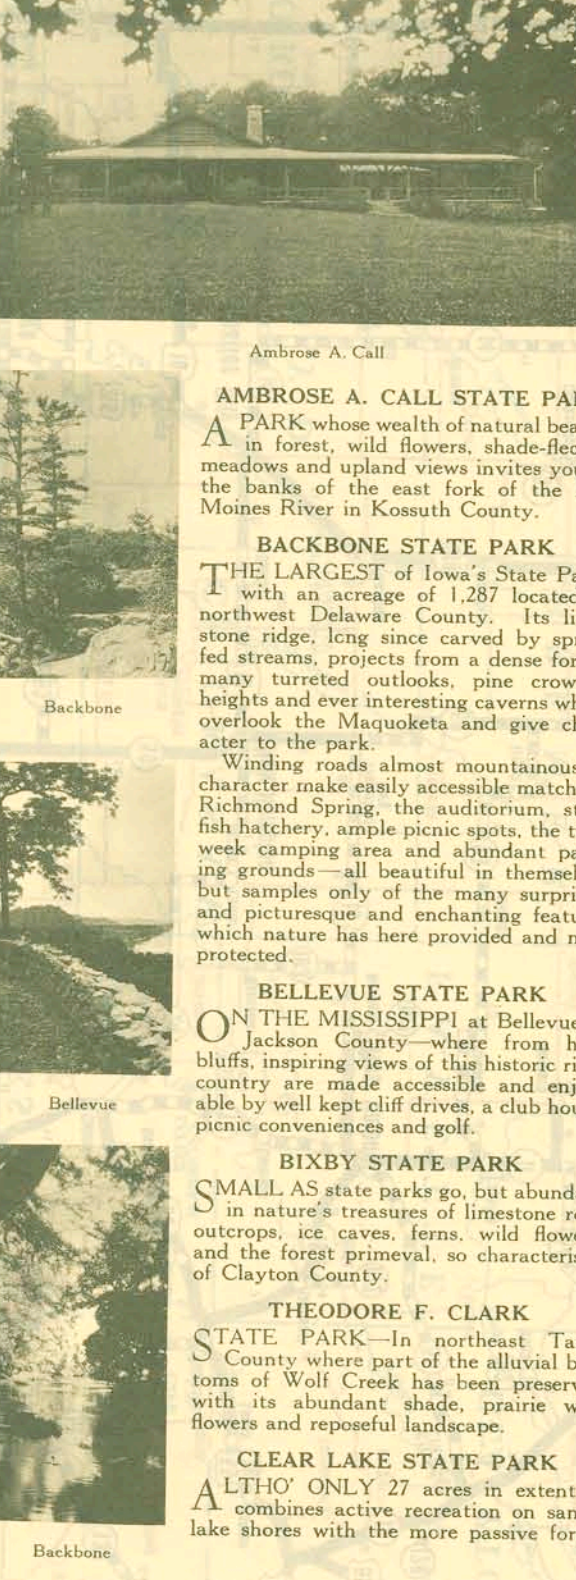 Ambrose A. Call
AMBROSE A. CALL STATE PA
A PARK whose wealth of natural bea
in forest, wild flowers, shade-flec
meadows and upland views invites you
the banks of the east fork of the
Moines River in Kossuth County.
BACKBONE STATE PARK
THE LARGEST of Iowa's State Pa
with an acreage of 1,287 located
northwest Delaware County. Its li
stone ridge, lcng since carved by spr
fed streams, projects from a dense for
many turreted outlooks, pine crow
heights and ever interesting caverns wh
overlook the Maquoketa and give ch
acter to the park.
Winding roads almost mountainous
character make easily accessible match
Richmond Spring, the auditorium, st
fish hatchery, ample picnic spots, the t
week camping area and abundant pa
ing grounds—all beautiful in themsel
but samples only of the many surpri
and picturesque and enchanting featu
which nature has here provided and m
protected.
Backbone
BELLEVUE STATE PARK
ON THE MISSISSIPPI at Bellevue
Jackson County—where from h
bluffs, inspiring views of this historic ri
country are made accessible and enj
able by well kept cliff drives, a club hou
picnic conveniences and golf.
Bellevue
BIXBY STATE PARK
SMALL AS state parks go, but abund
in nature's treasures of limestone r
outcrops, ice caves, ferns, wild flow
and the forest primeval, so characteris
of Clayton County.
THEODORE F. CLARK
STATE PARK—In northeast Ta
County where part of the alluvial b
toms of Wolf Creek has been preserv
with its abundant shade, prairie w
flowers and reposeful landscape.
CLEAR LAKE STATE PARK
ALTHO' ONLY 27 acres in extent
combines active recreation on san
lake shores with the more passive for
Backbone